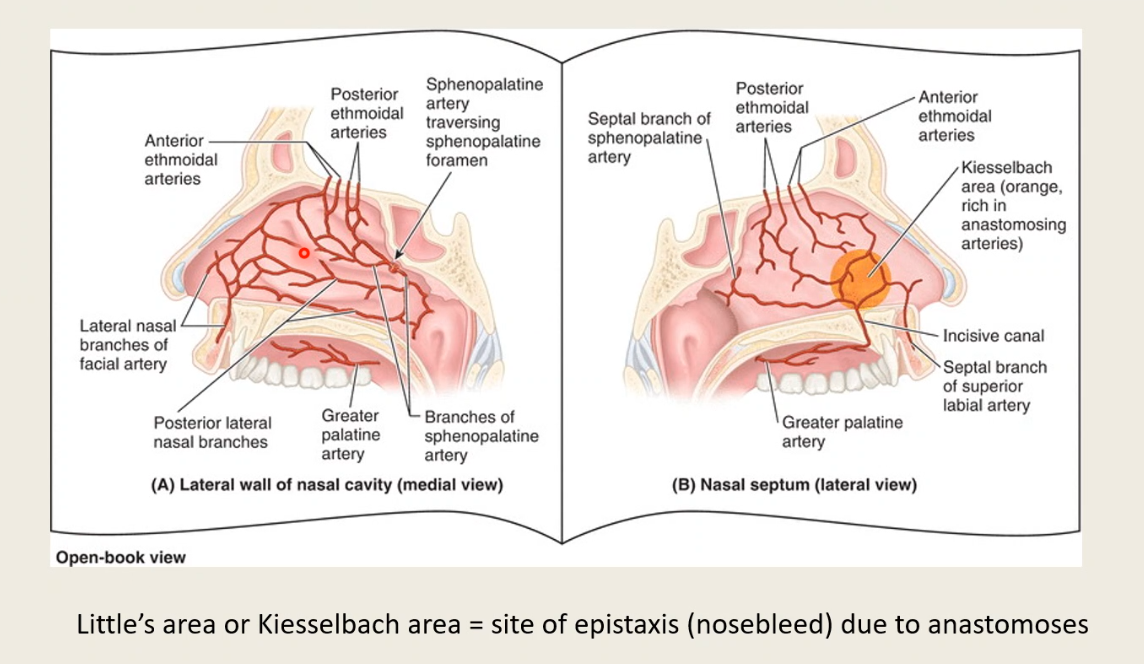 Anterior
ethmoidal
arteries
Posterior
ethmoidal
arteries
Sphenopalatine
artery
traversing
sphenopalatine
foramen
Lateral nasal
branches of
facial artery
Posterior lateral
nasal branches
Greater
palatine
artery
Branches of
sphenopalatine
artery
(A) Lateral wall of nasal cavity (medial view)
Septal branch of
sphenopalatine
artery
Posterior
ethmoidal
arteries
Anterior
ethmoidal
arteries
Kiesselbach
area (orange,
rich in
anastomosing
arteries)
Incisive canal
Septal branch
of superior
labial artery
Greater palatine
artery
(B) Nasal septum (lateral view)
Open-book view
Little’s area or Kiesselbach area = site of epistaxis (nosebleed) due to anastomoses